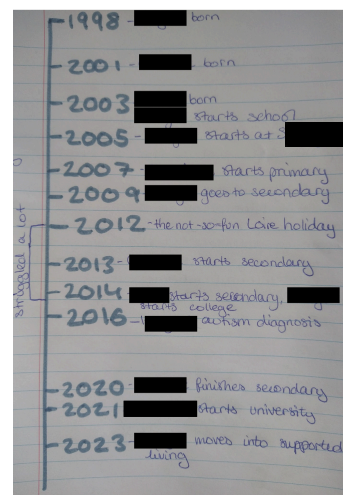 1998 - born
2001 - born
2003 born
starts school
2005 - starts at S
2007 - starts primary
2009 - goes to secondary
2012 - the not-so-fun Loire holiday
2013 - starts secondary
2014 - starts secondary,
starts college
2016 - autism diagnosis
struggled a lot
2020 - finishes secondary
2021 starts university
2023 - moves into supported
living